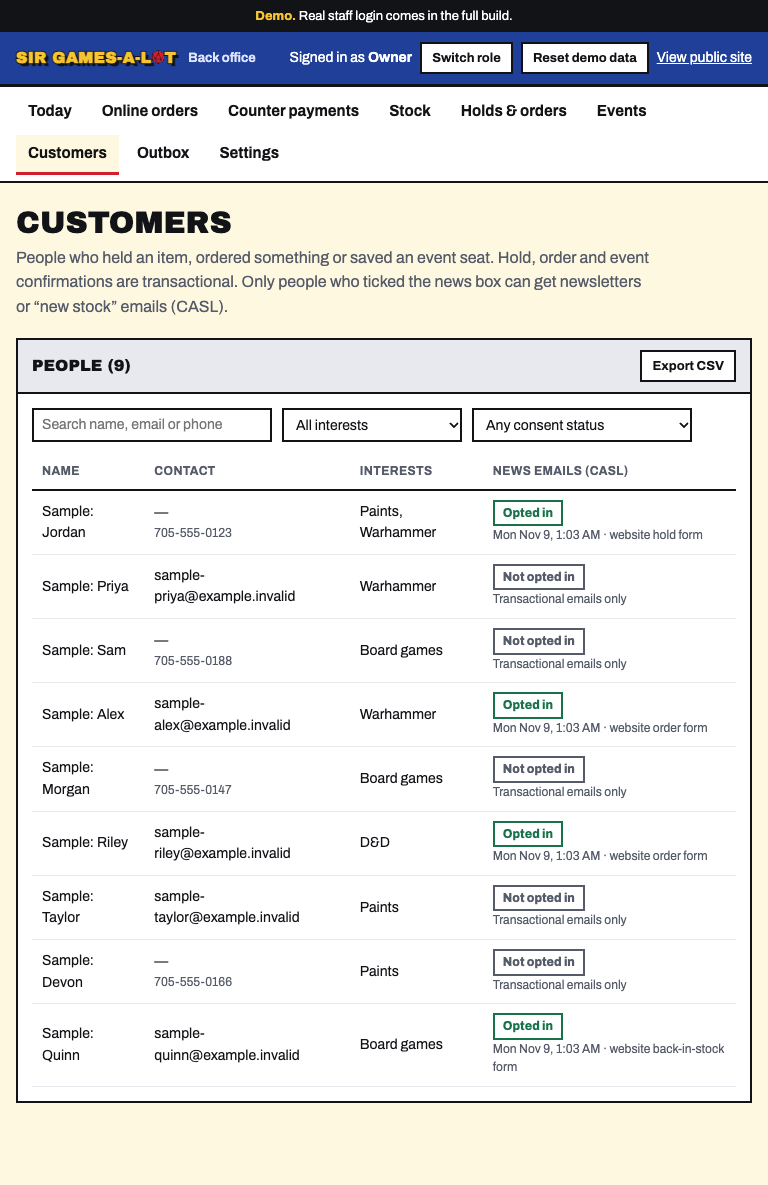 Demo. Real staff login comes in the full build.
SIR GAMES-A-LOT Back office Signed in as Owner Switch role Reset demo data View public site
Today Online orders Counter payments Stock Holds & orders Events
Customers Outbox Settings
CUSTOMERS
People who held an item, ordered something or saved an event seat. Hold, order and event
confirmations are transactional. Only people who ticked the news box can get newsletters
or “new stock” emails (CASL).
PEOPLE (9) Export CSV
Search name, email or phone All interests Any consent status
NAME CONTACT INTERESTS NEWS EMAILS (CASL)
Sample: Jordan
—
705-555-0123
Paints, Warhammer
Opted in
Mon Nov 9, 1:03 AM · website hold form
Sample: Priya
sample-
priya@example.invalid
Warhammer
Not opted in
Transactional emails only
Sample: Sam
—
705-555-0188
Board games
Not opted in
Transactional emails only
Sample: Alex
sample-
alex@example.invalid
Warhammer
Opted in
Mon Nov 9, 1:03 AM · website order form
Sample:
Morgan
—
705-555-0147
Board games
Not opted in
Transactional emails only
Sample: Riley
sample-
riley@example.invalid
D&D
Opted in
Mon Nov 9, 1:03 AM · website order form
Sample:
Taylor
sample-
taylor@example.invalid
Paints
Not opted in
Transactional emails only
Sample:
Devon
—
705-555-0166
Paints
Not opted in
Transactional emails only
Sample:
Quinn
sample-
quinn@example.invalid
Board games
Opted in
Mon Nov 9, 1:03 AM · website back-in-stock
form